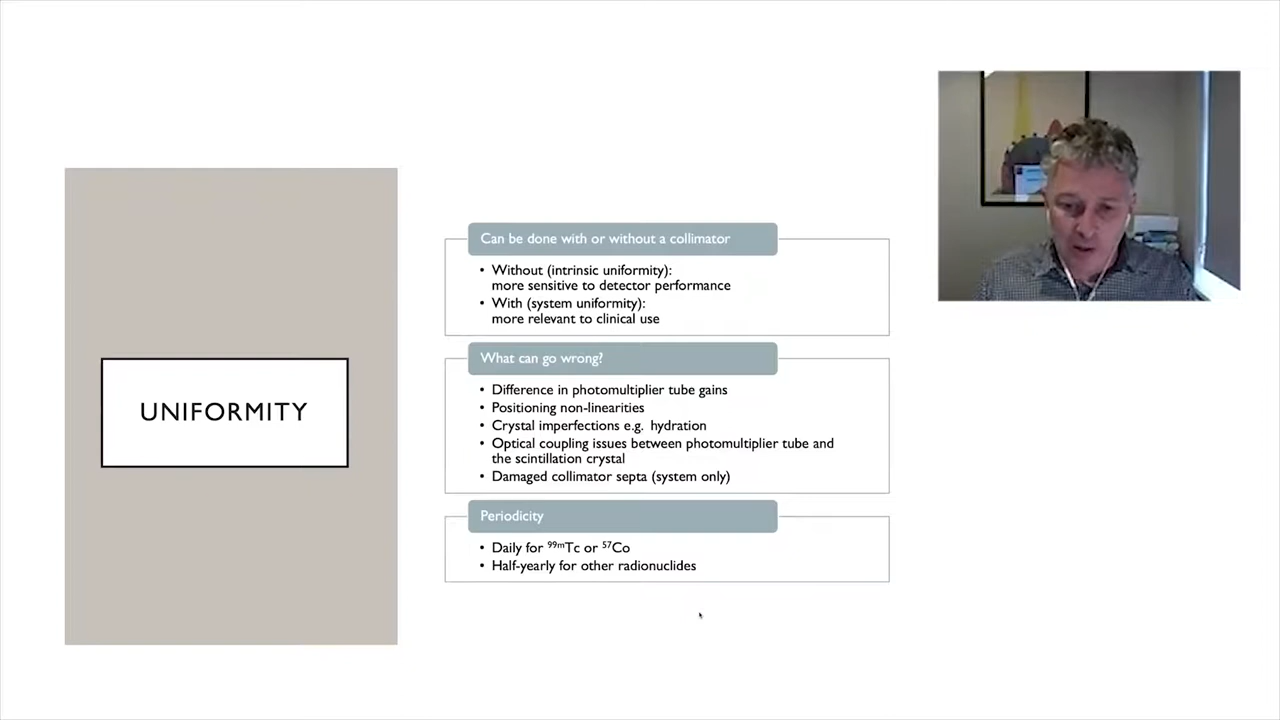 UNIFORMITY
Can be done with or without a collimator
• Without (intrinsic uniformity):
more sensitive to detector performance
• With (system uniformity):
more relevant to clinical use
What can go wrong?
• Difference in photomultiplier tube gains
• Positioning non-linearities
• Crystal imperfections e.g. hydration
• Optical coupling issues between photomultiplier tube and
the scintillation crystal
• Damaged collimator septa (system only)
Periodicity
• Daily for ⁹⁹ᵐTc or ⁵⁷Co
• Half-yearly for other radionuclides